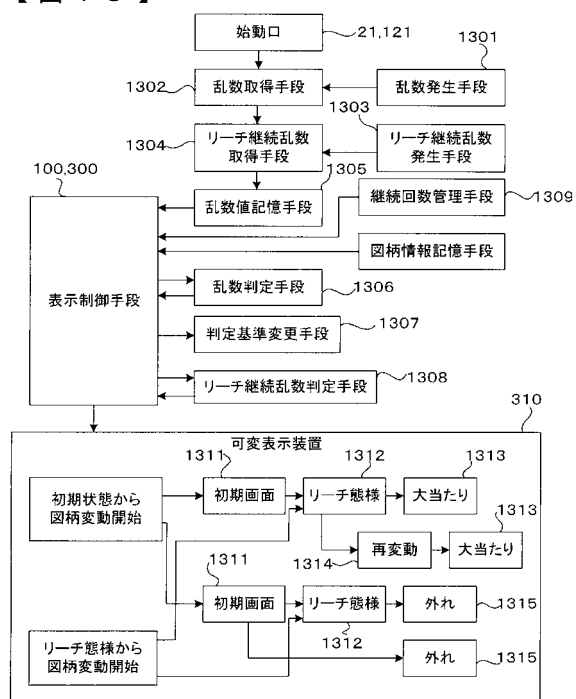 始動口
21,121
1301
1302
乱数取得手段
乱数発生手段
1303
1304
リーチ継続乱数
取得手段
リーチ継続乱数
発生手段
100,300
1305
乱数値記憶手段
継続回数管理手段
1309
図柄情報記憶手段
表示制御手段
乱数判定手段
1306
1307
判定基準変更手段
1308
リーチ継続乱数判定手段
310
可変表示装置
1311
1312
1313
初期状態から
図柄変動開始
初期画面
リーチ態様
大当たり
1313
再変動
大当たり
1314
1311
初期画面
リーチ態様
外れ
1315
1312
リーチ態様から
図柄変動開始
外れ
1315